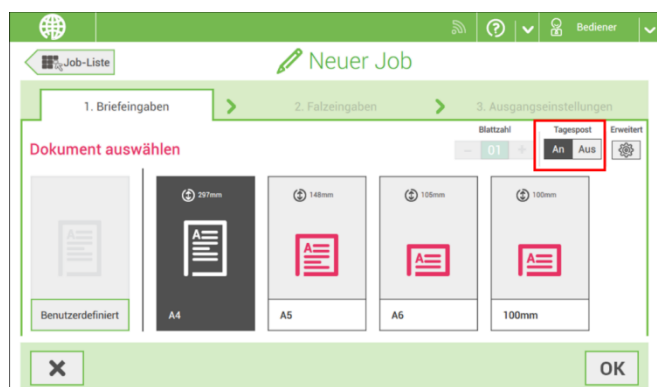 Bediener
Job-Liste
Neuer Job
1. Briefeingaben
2. Falzeingaben
3. Ausgangseinstellungen
Dokument auswählen
Blattzahl
- 01 +
Tagespost
An Aus
Erweitert
Benutzerdefiniert
297mm
A4
148mm
A5
105mm
A6
100mm
100mm
OK